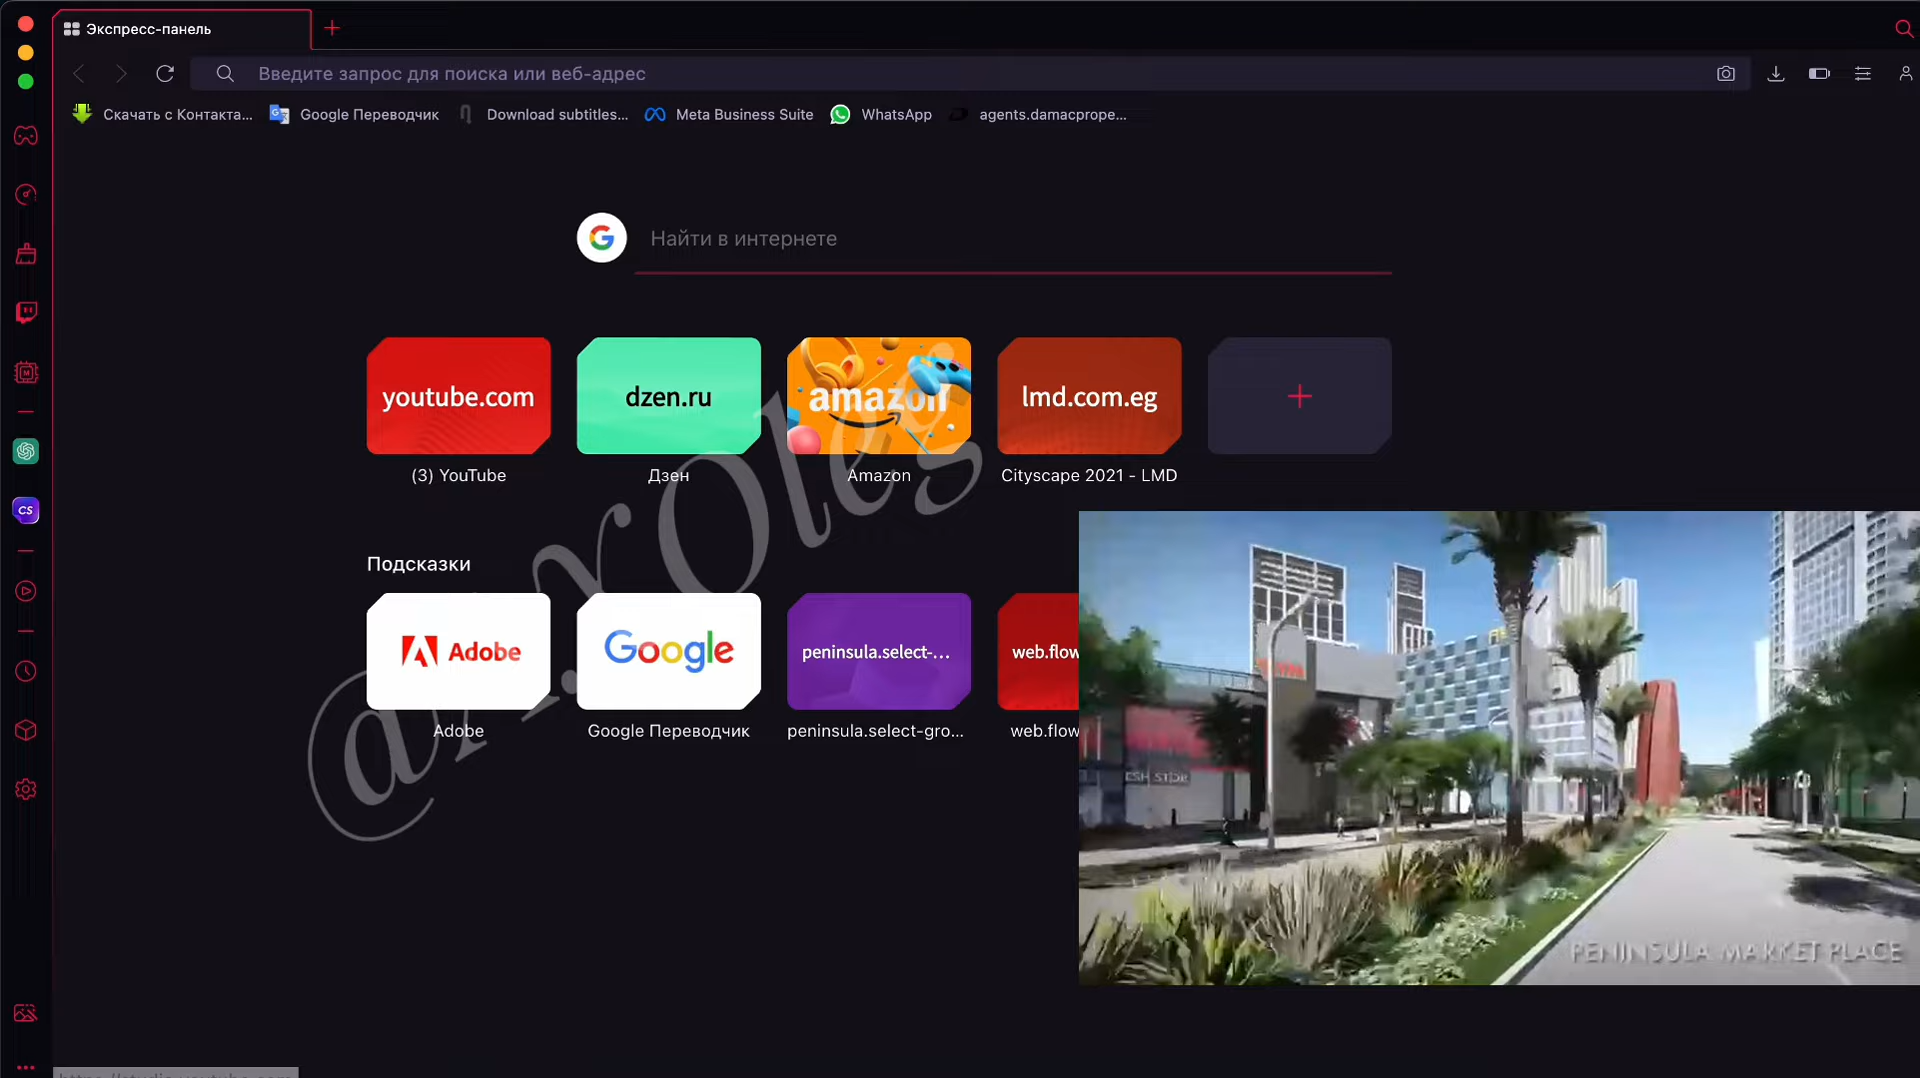 Экспресс-панель
Введите запрос для поиска или веб-адрес
Скачать с Контакта... Google Переводчик Download subtitles... Meta Business Suite WhatsApp agents.damacprope...
Найти в интернете
youtube.com dzen.ru amazon lmd.com.eg
(3) YouTube Дзен Amazon Cityscape 2021 - LMD
Подсказки
Adobe Google peninsula.select-... web.flow
Adobe Google Переводчик peninsula.select-gro... web.flow
CS
PENINSULA MARKET PLACE